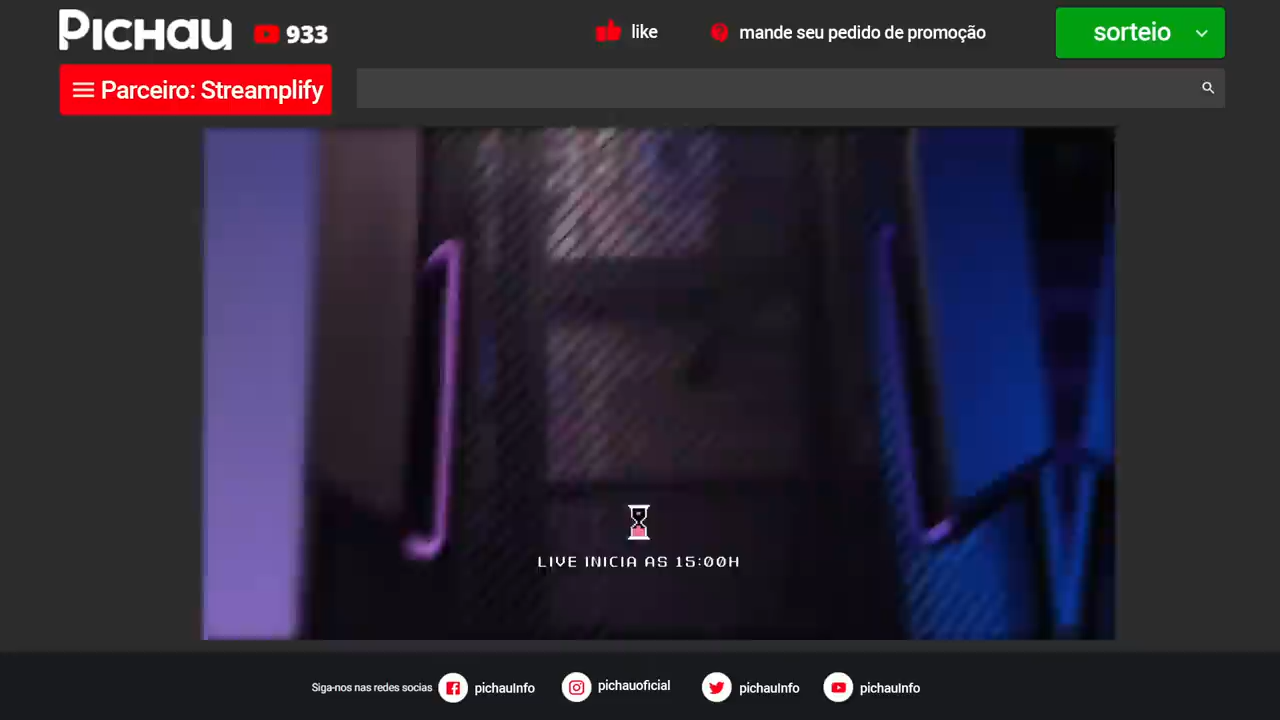 PICHAU
933
like
mande seu pedido de promoção
sorteio
Parceiro: Streamplify
LIVE INICIA AS 15:00H
Siga-nos nas redes socias
pichauInfo
pichauoficial
pichauInfo
pichauInfo